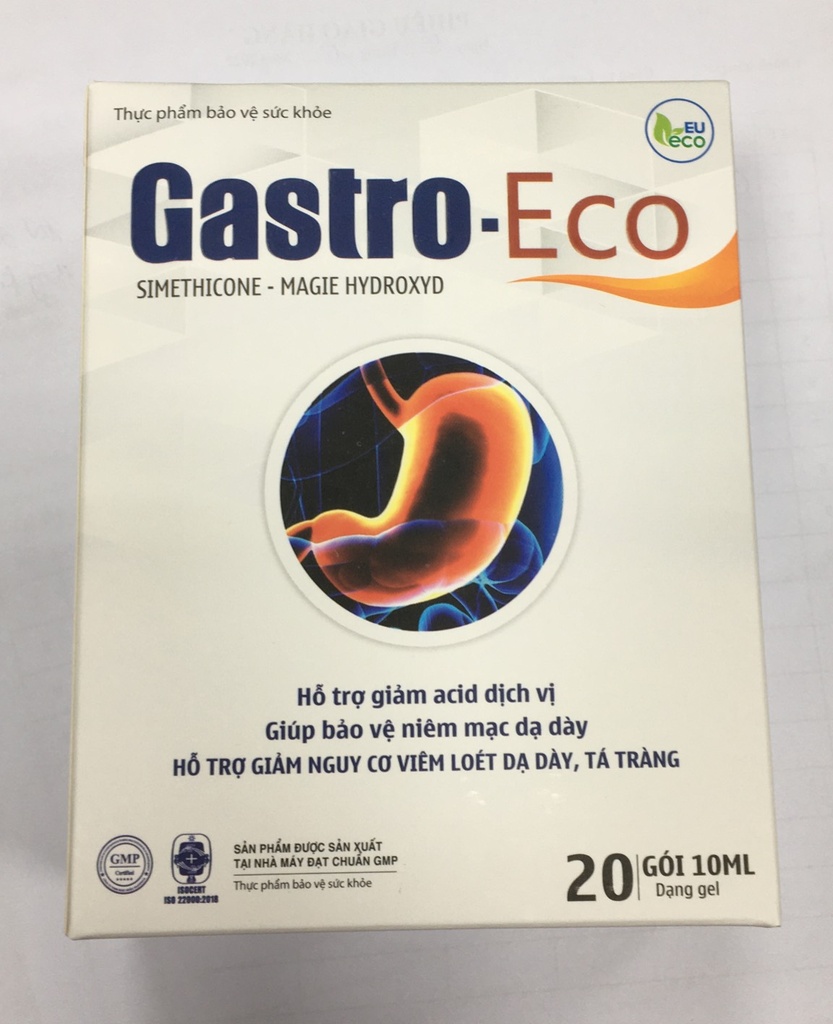 Thực phẩm bảo vệ sức khỏe
EU
eco
Gastro-Eco
SIMETHICONE - MAGIE HYDROXYD
Hỗ trợ giảm acid dịch vị
Giúp bảo vệ niêm mạc dạ dày
HỖ TRỢ GIẢM NGUY CƠ VIÊM LOÉT DẠ DÀY, TÁ TRÀNG
GMP
Certified
ISOCERT
ISO 22000:2018
SẢN PHẨM ĐƯỢC SẢN XUẤT
TẠI NHÀ MÁY ĐẠT CHUẨN GMP
Thực phẩm bảo vệ sức khỏe
20 GÓI 10ML
Dạng gel